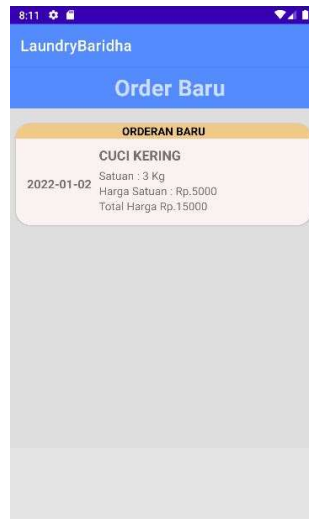 8:11
LaundryBaridha
Order Baru
ORDERAN BARU
CUCI KERING
2022-01-02
Satuan : 3 Kg
Harga Satuan : Rp.5000
Total Harga Rp.15000